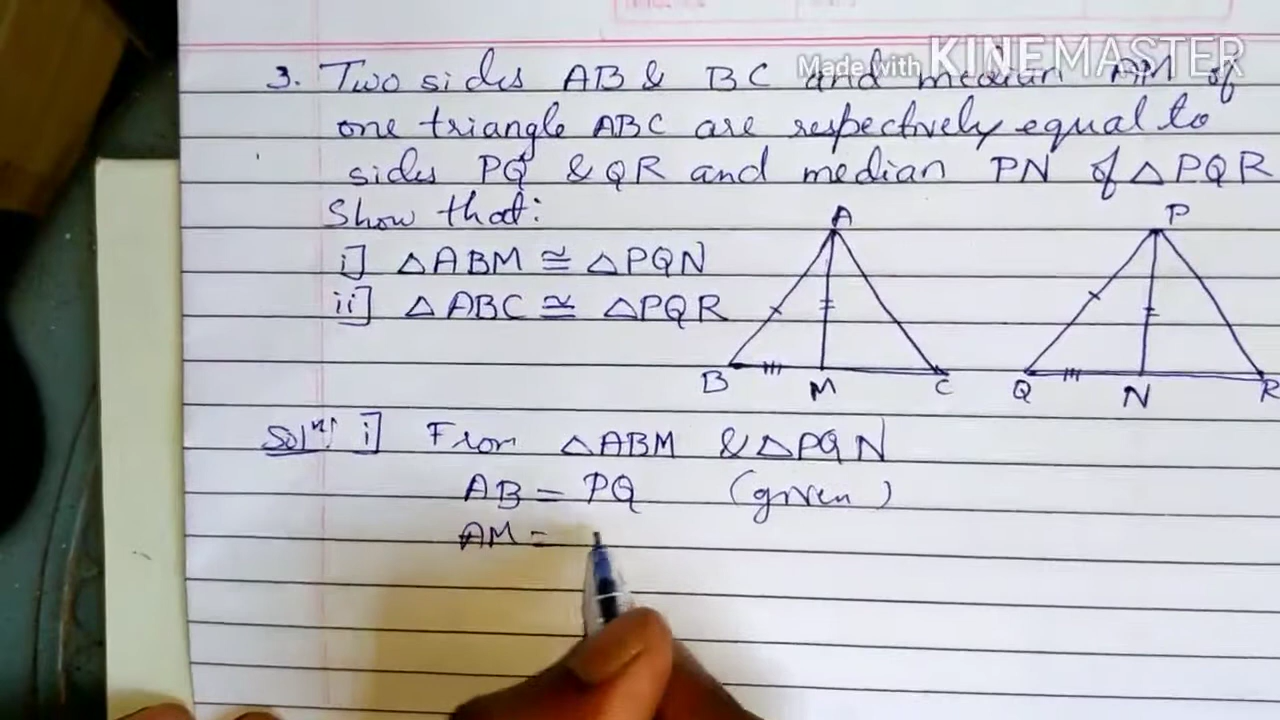 Made with KINEMASTER
3. Two sides AB & BC and median AM of
one triangle ABC are respectively equal to
sides PQ & QR and median PN of △PQR
Show that:
i] △ABM ≅ △PQN
ii] △ABC ≅ △PQR
A
P
B M C Q N R
Solⁿ: i] From △ABM & △PQN
AB = PQ (given)
AM =